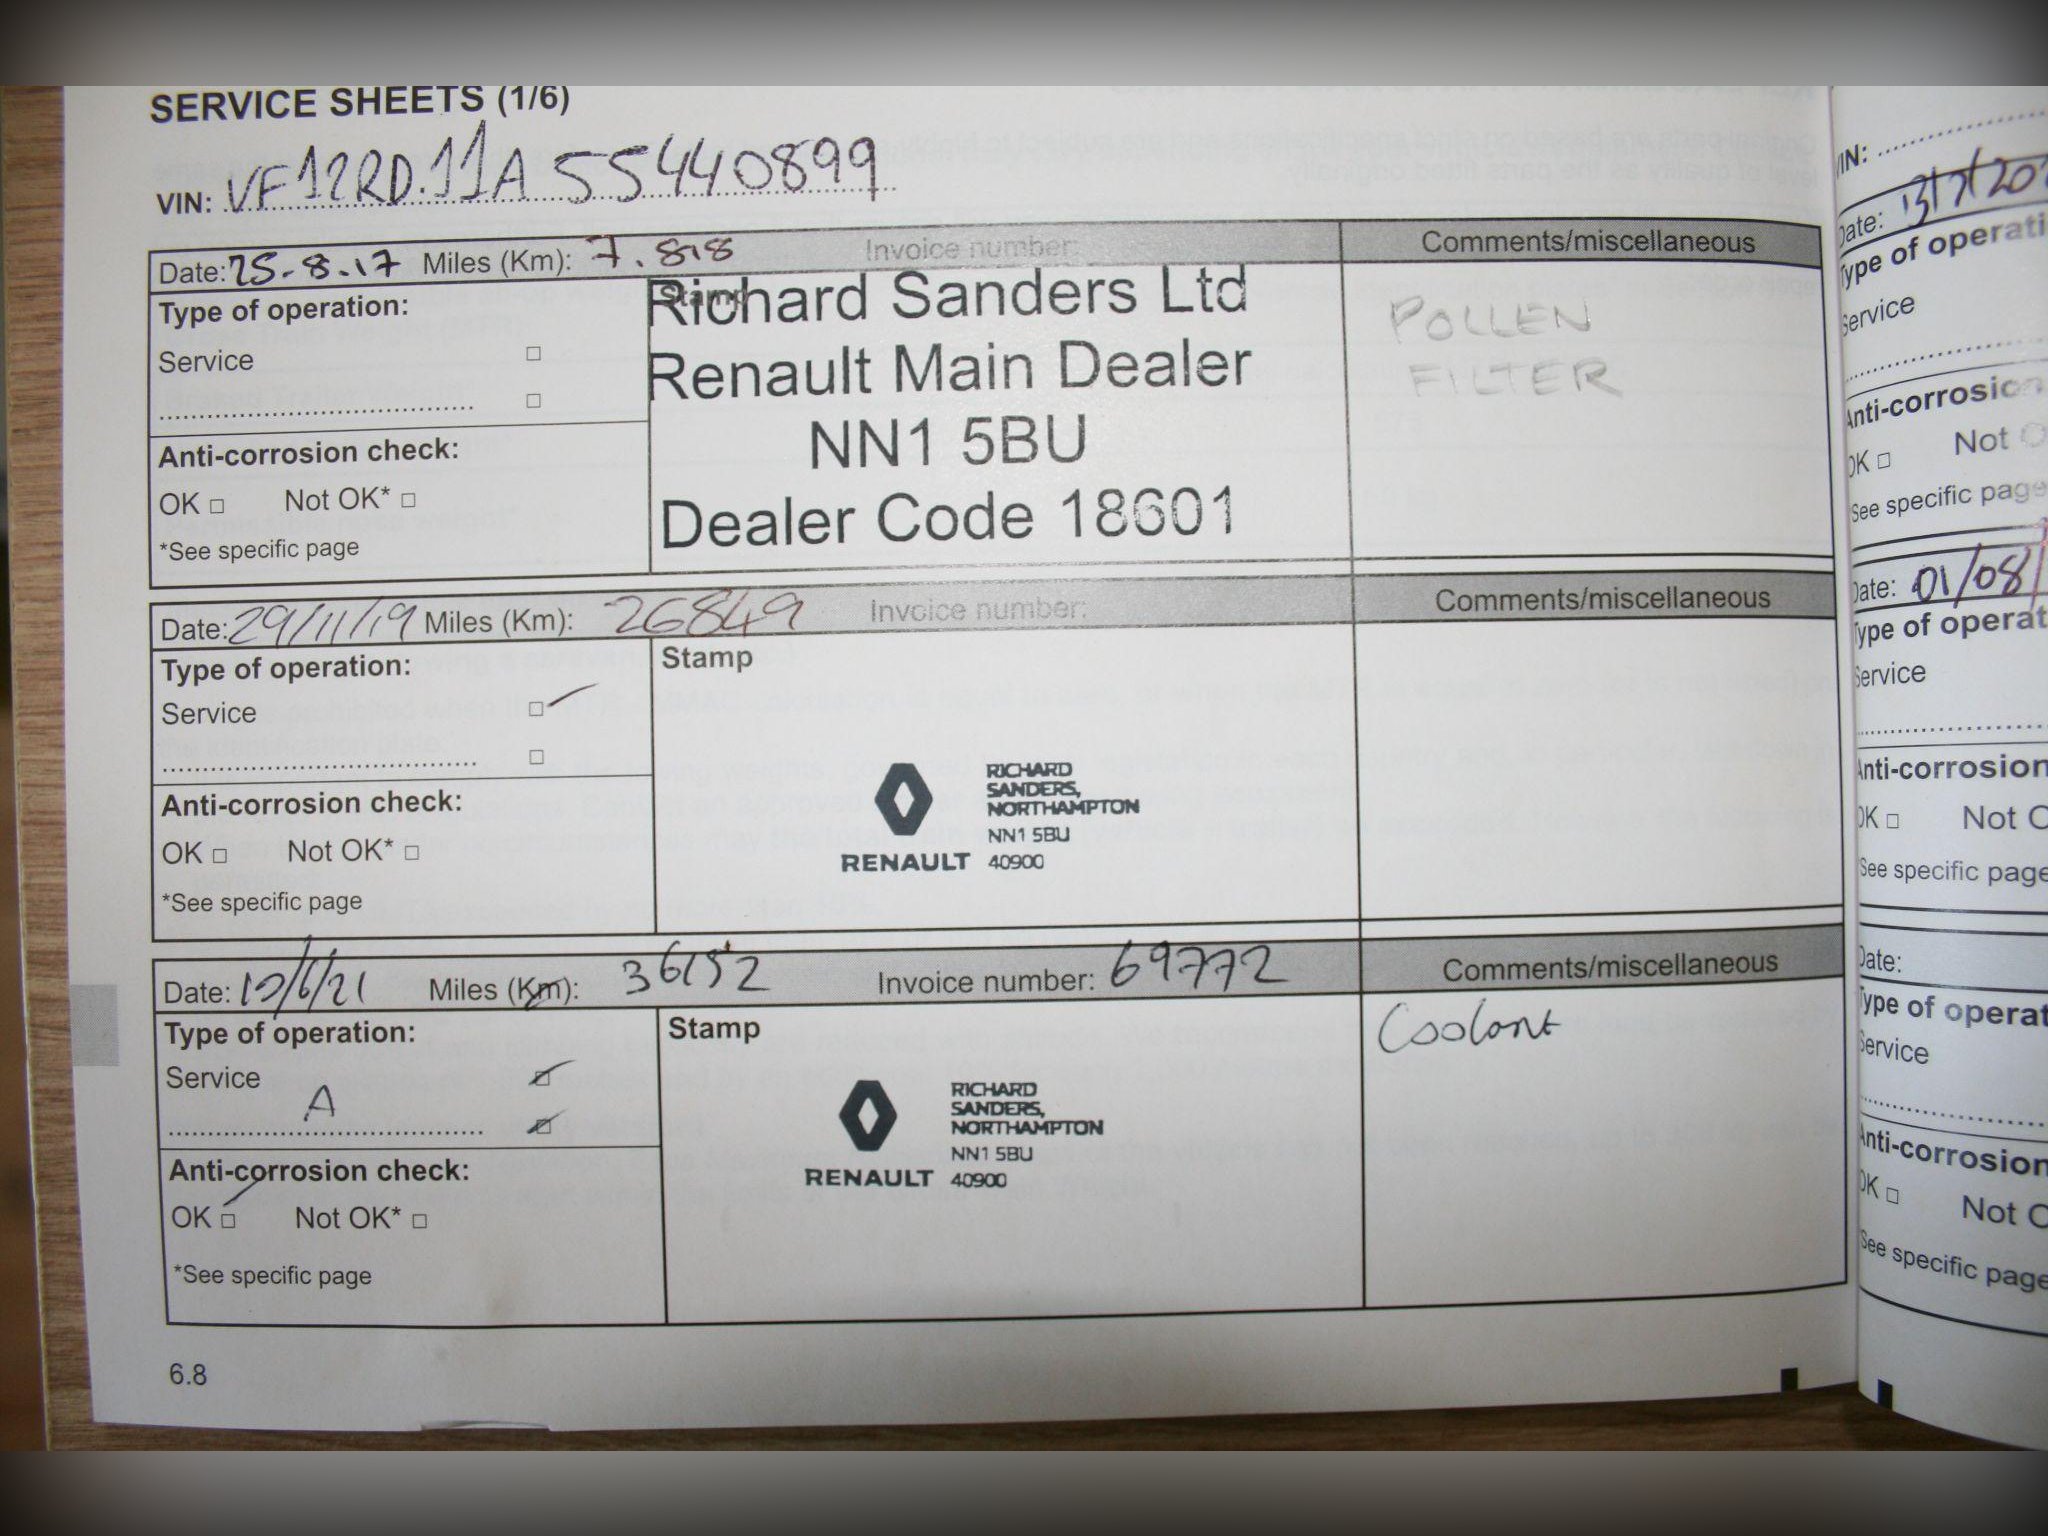 SERVICE SHEETS (1/6)
VIN: VF12RD.11A55440899
Date: 25-8-17 Miles (Km): 7.818 Invoice number: Comments/miscellaneous
Type of operation:
Service
Stamp
Richard Sanders Ltd
Renault Main Dealer
NN1 5BU
Dealer Code 18601
POLLEN
FILTER
Anti-corrosion check:
OK Not OK*
*See specific page
Date: 29/11/19 Miles (Km): 26849 Invoice number: Comments/miscellaneous
Type of operation:
Service
Stamp
RICHARD
SANDERS,
NORTHAMPTON
NN1 5BU
RENAULT 40900
Anti-corrosion check:
OK Not OK*
*See specific page
Date: 10/6/21 Miles (Km): 36152 Invoice number: 69772 Comments/miscellaneous
Type of operation:
Service
A
Stamp
RICHARD
SANDERS,
NORTHAMPTON
NN1 5BU
RENAULT 40900
Coolant
Anti-corrosion check:
OK Not OK*
*See specific page
6.8
VIN:
Date:
Type of operati
Service
Anti-corrosion
OK Not O
See specific page
Date: 01/08/
Type of operat
Service
Anti-corrosion
OK Not O
See specific page
Date:
Type of operat
Service
Anti-corrosion
OK Not O
See specific page